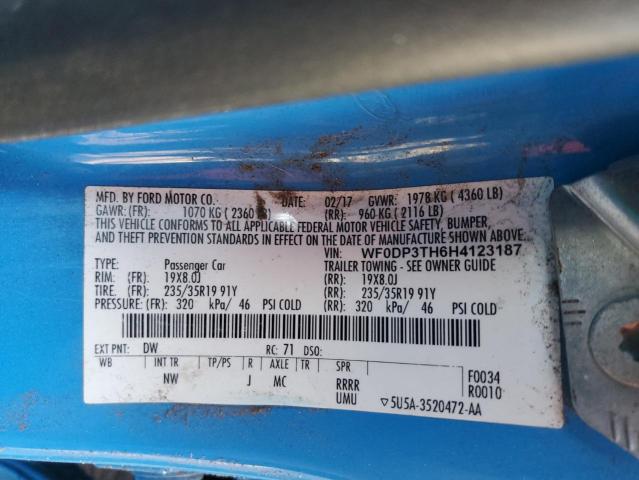 MFD. BY FORD MOTOR CO. DATE: 02/17 GVWR: 1978 KG ( 4360 LB)
GAWR: (FR): 1070 KG ( 2360 LB) (RR): 960 KG ( 2116 LB)
THIS VEHICLE CONFORMS TO ALL APPLICABLE FEDERAL MOTOR VEHICLE SAFETY, BUMPER,
AND THEFT PREVENTION STANDARDS IN EFFECT ON THE DATE OF MANUFACTURE SHOWN ABOVE.
VIN: WF0DP3TH6H4123187
TYPE: Passenger Car TRAILER TOWING - SEE OWNER GUIDE
RIM: (FR): 19X8.0J (RR): 19X8.0J
TIRE: (FR): 235/35R19 91Y (RR): 235/35R19 91Y
PRESSURE: (FR): 320 kPa/ 46 PSI COLD (RR): 320 kPa/ 46 PSI COLD
EXT PNT: DW RC: 71 DSO:
WB INT TR TP/PS R AXLE TR SPR
NW J MC RRRR F0034
UMU R0010
▽5U5A-3520472-AA